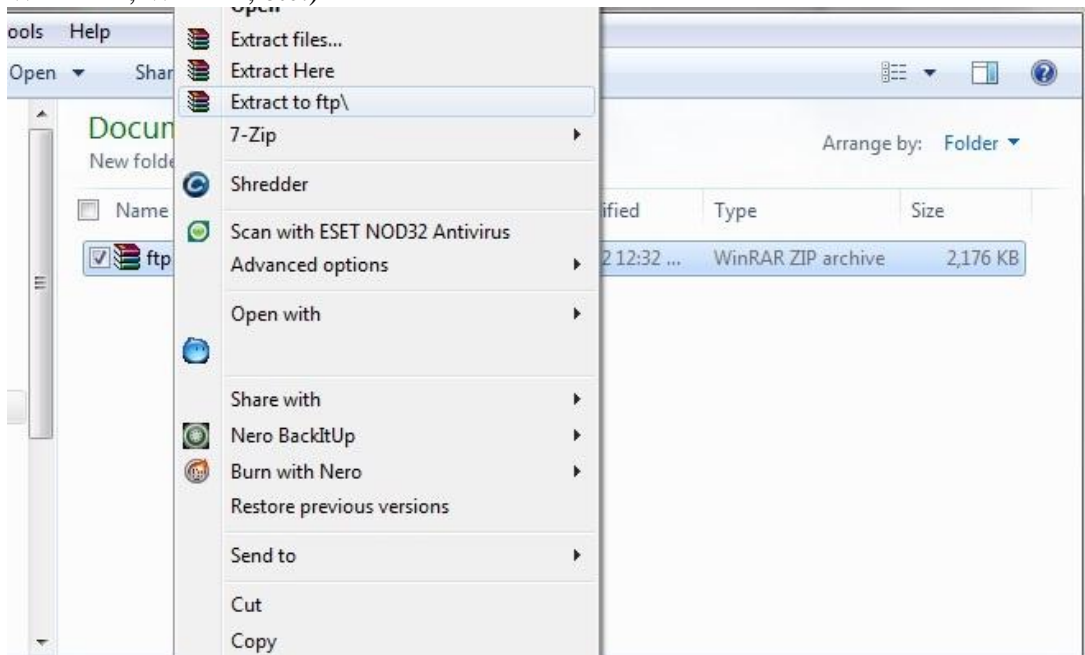 ools Help
Open
Shar
Open
Extract files...
Extract Here
Extract to ftp\
7-Zip
Shredder
Scan with ESET NOD32 Antivirus
Advanced options
Open with
Share with
Nero BackItUp
Burn with Nero
Restore previous versions
Send to
Cut
Copy
Docum
New folde
Arrange by: Folder
Name ified Type Size
ftp 2 12:32 ... WinRAR ZIP archive 2,176 KB